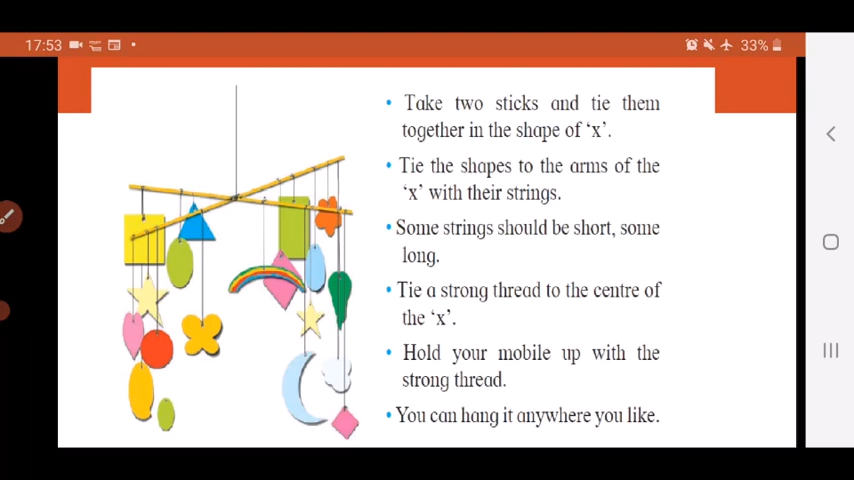 17:53
33%
• Take two sticks and tie them
together in the shape of ‘x’.
• Tie the shapes to the arms of the
‘x’ with their strings.
• Some strings should be short, some
long.
• Tie a strong thread to the centre of
the ‘x’.
• Hold your mobile up with the
strong thread.
• You can hang it anywhere you like.